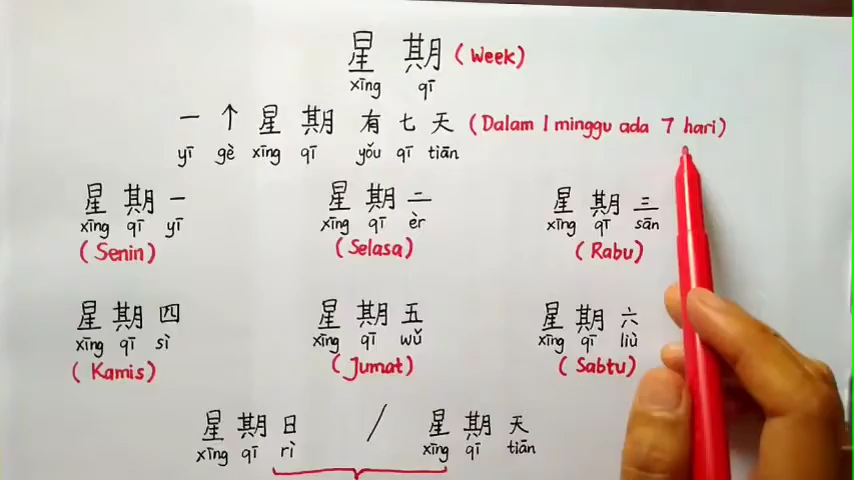 星 期 (Week)
xīng qī
一 个 星 期 有 七 天 (Dalam 1 minggu ada 7 hari)
yī gè xīng qī yǒu qī tiān
星 期 一
xīng qī yī
(Senin)
星 期 二
xīng qī èr
(Selasa)
星 期 三
xīng qī sān
(Rabu)
星 期 四
xīng qī sì
(Kamis)
星 期 五
xīng qī wǔ
(Jumat)
星 期 六
xīng qī liù
(Sabtu)
星 期 日 / 星 期 天
xīng qī rì xīng qī tiān